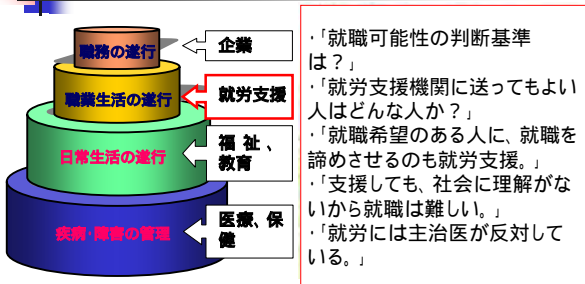 職務の遂行
企業
職業生活の遂行
就労支援
日常生活の遂行
福祉、
教育
疾病・障害の管理
医療、保
健
・「就職可能性の判断基準
は？」
・「就労支援機関に送ってもよい
人はどんな人か？」
・「就職希望のある人に、就職を
諦めさせるのも就労支援。」
・「支援しても、社会に理解がな
いから就職は難しい。」
・「就労には主治医が反対して
いる。」